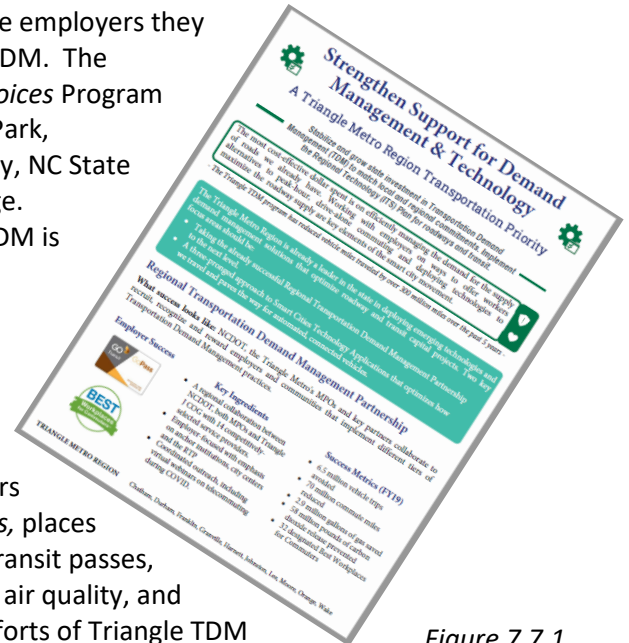 e employers they
TDM.  The
oices Program
Park,
y, NC State
ge.
DM is
rs
s, places
ransit passes,
air quality, and
forts of Triangle TDM
Figure 7.7.1
Strengthen Support for Demand
Management & Technology
A Triangle Metro Region Transportation Priority
Stabilize and grow state investment in Transportation Demand
Management (TDM) to match local and regional commitments. Implement
the Regional Technology (ITS) Plan for roadways and transit.
The most cost-effective dollar spent is on efficiently managing the demand for the supply
of roads we already have. Working with employers on ways to offer workers
alternatives to peak-hour, drive-alone commuting and deploying technologies to
maximize the roadway supply are key elements of the smart city movement.
- The Triangle TDM program has reduced vehicle miles traveled by over 300 million miles over the past 5 years -
The Triangle Metro Region is already a leader in the state in deploying emerging technologies and
demand management solutions that optimize roadway and transit capital projects. Two key
focus areas should be:
• Taking the already successful Regional Transportation Demand Management Partnership
to the next level.
• A three-pronged approach to Smart Cities Technology Applications that optimizes how
we travel and paves the way for automated, connected vehicles.
Regional Transportation Demand Management Partnership
What success looks like: NCDOT, the Triangle Metro's MPOs and key partners collaborate to
recruit, recognize and reward employers and communities that implement different tiers of
Transportation Demand Management practices.
Employer Success
GO
GoPass
BEST
Key Ingredients
• A regional collaboration between
NCDOT, both MPOs and Triangle
J COG with 14 competitively-
selected service providers.
• Employer focused with emphasis
on anchor institutions, city centers
and the RTP
• Coordinated outreach, including
virtual webinars on telecommuting
during COVID.
Success Metrics (FY19)
• 6.5 million vehicle trips
avoided
• 70 million commute miles
reduced
• 2.9 million gallons of gas saved
• 58 million pounds of carbon
dioxide release prevented
• 32 designated Best Workplaces
for Commuters
TRIANGLE METRO REGION
Chatham, Durham, Franklin, Granville, Harnett, Johnston, Lee, Moore, Orange, Wake